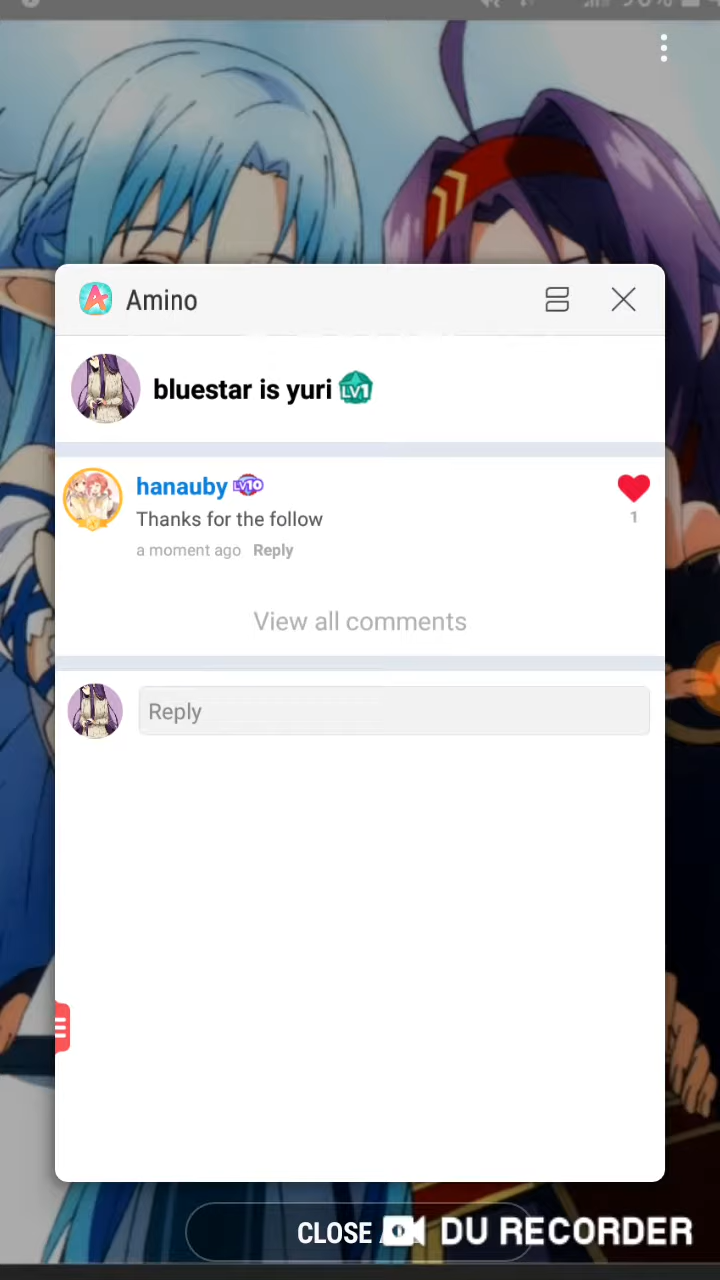 Amino
bluestar is yuri LV1
hanauby LV10
Thanks for the follow
1
a moment ago Reply
View all comments
Reply
CLOSE
DU RECORDER